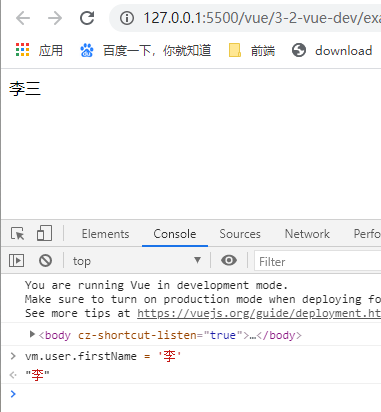 127.0.0.1:5500/vue/3-2-vue-dev/exa
应用 百度一下，你就知道 前端 download
李三
Elements Console Sources Network Perform
top Filter
You are running Vue in development mode.
Make sure to turn on production mode when deploying fo
See more tips at https://vuejs.org/guide/deployment.ht
▶<body cz-shortcut-listen="true">…</body>
> vm.user.firstName = '李'
<· "李"
>